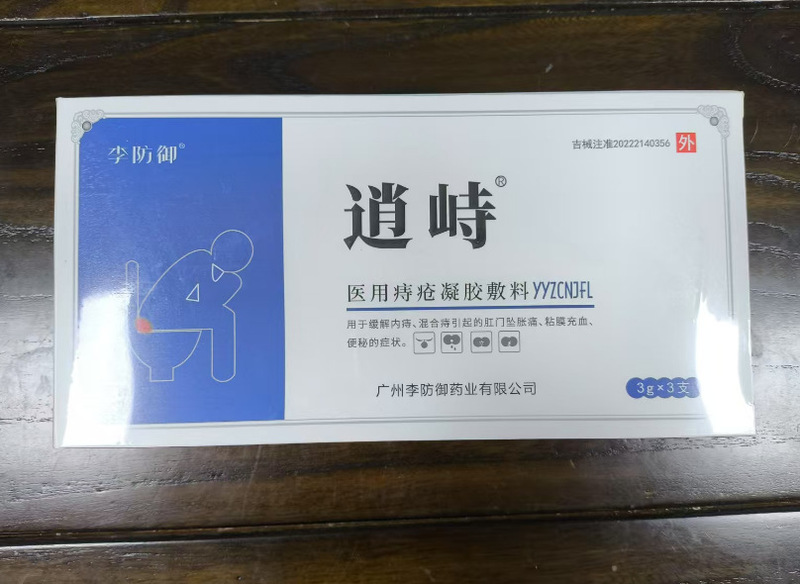 李防御®
吉械注准20222140356 外
逍峙®
医用痔疮凝胶敷料YYZCNJFL
用于缓解内痔、混合痔引起的肛门坠胀痛、粘膜充血、
便秘的症状。
广州李防御药业有限公司
3g×3支